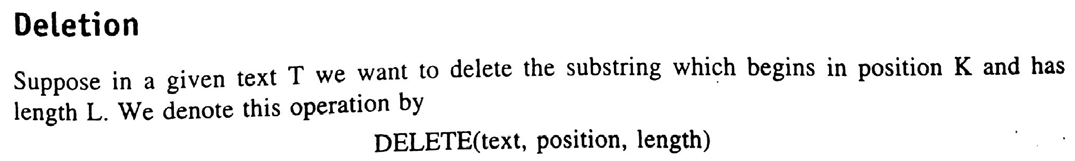 Deletion
Suppose in a given text T we want to delete the substring which begins in position K and has
length L. We denote this operation by
DELETE(text, position, length)